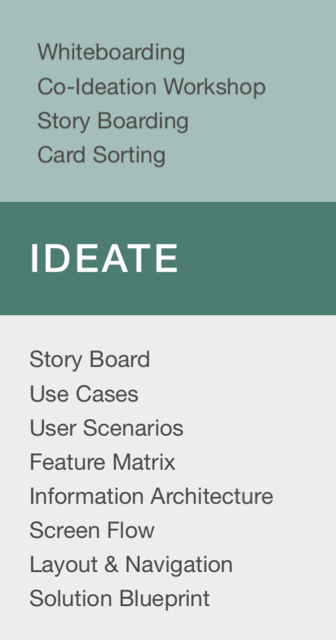 Whiteboarding
Co-Ideation Workshop
Story Boarding
Card Sorting
IDEATE
Story Board
Use Cases
User Scenarios
Feature Matrix
Information Architecture
Screen Flow
Layout & Navigation
Solution Blueprint